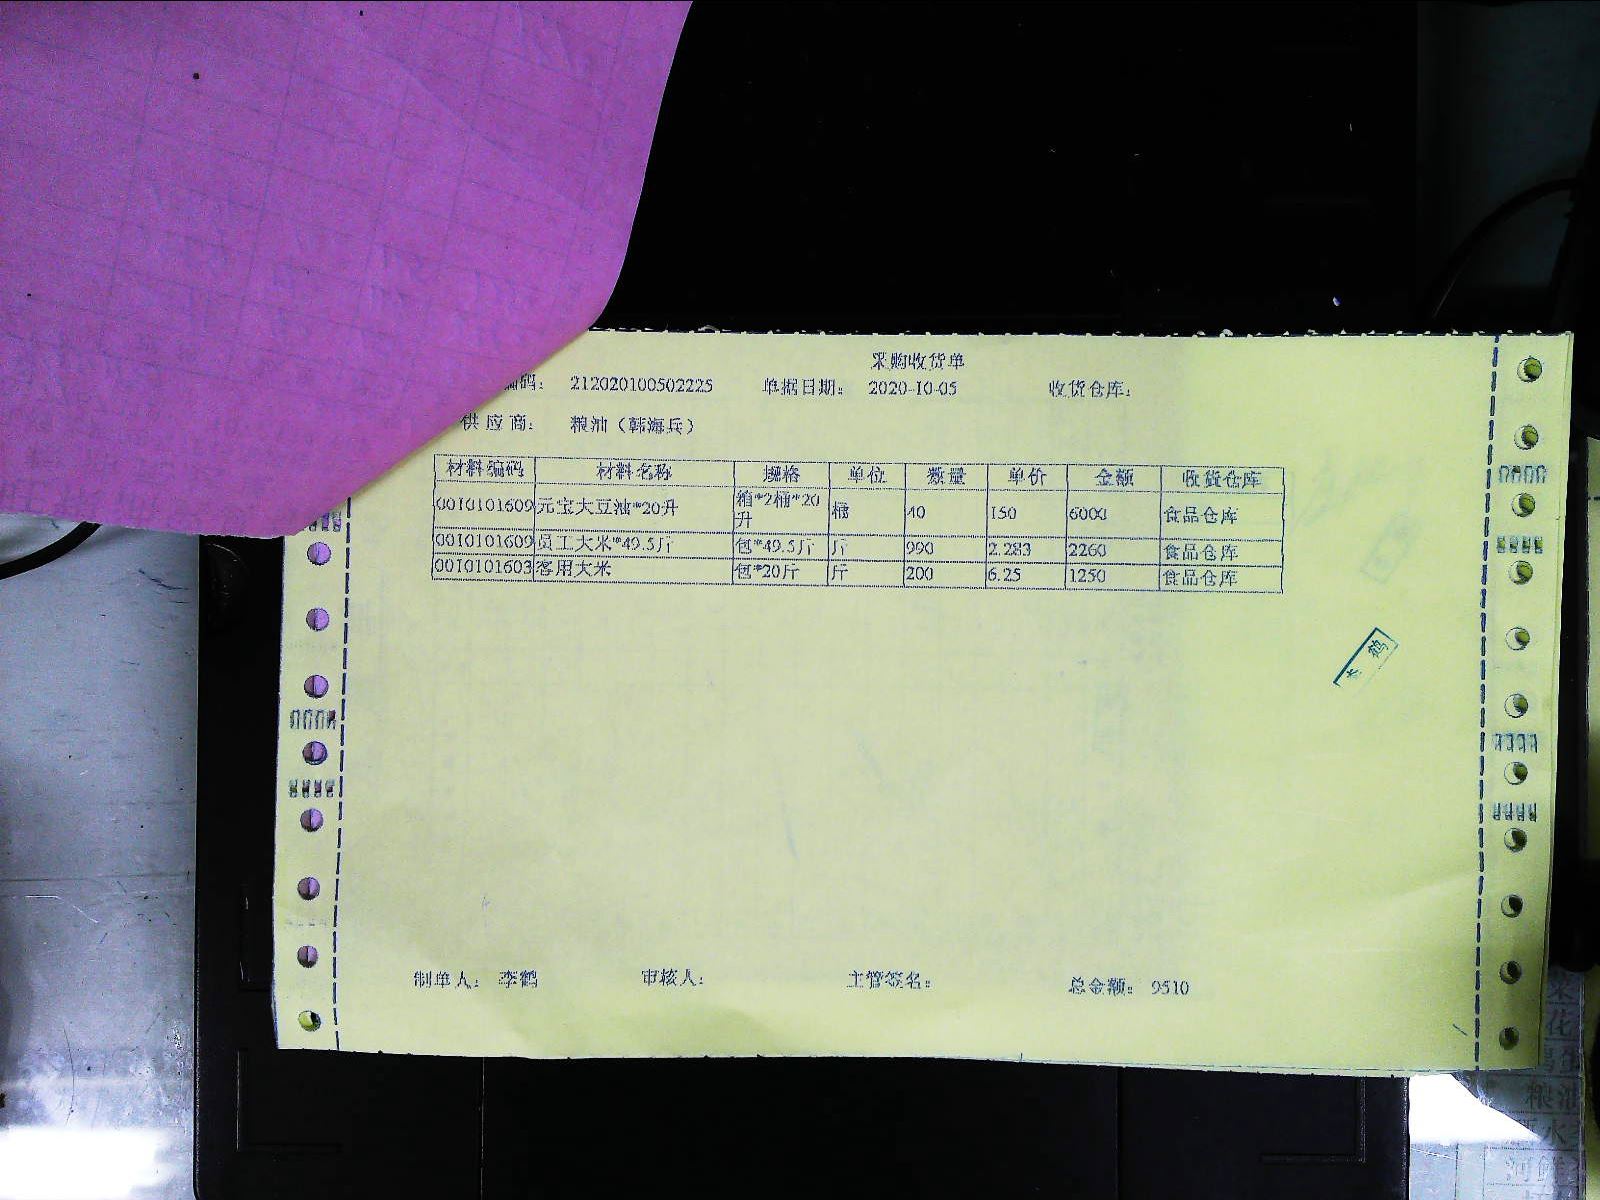 采购收货单
编码： 212020100502225 单据日期： 2020-10-05 收货仓库：
供应商： 粮油（韩海兵）
材料编码 材料名称 规格 单位 数量 单价 金额 收货仓库
0010101609 元宝大豆油*20升 箱*2桶*20升 桶 40 150 6000 食品仓库
0010101609 员工大米*49.5斤 包*49.5斤 斤 990 2.283 2260 食品仓库
0010101603 客用大米 包*20斤 斤 200 6.25 1250 食品仓库
鹤
制单人： 李鹤 审核人： 主管签名： 总金额： 9510
粮油